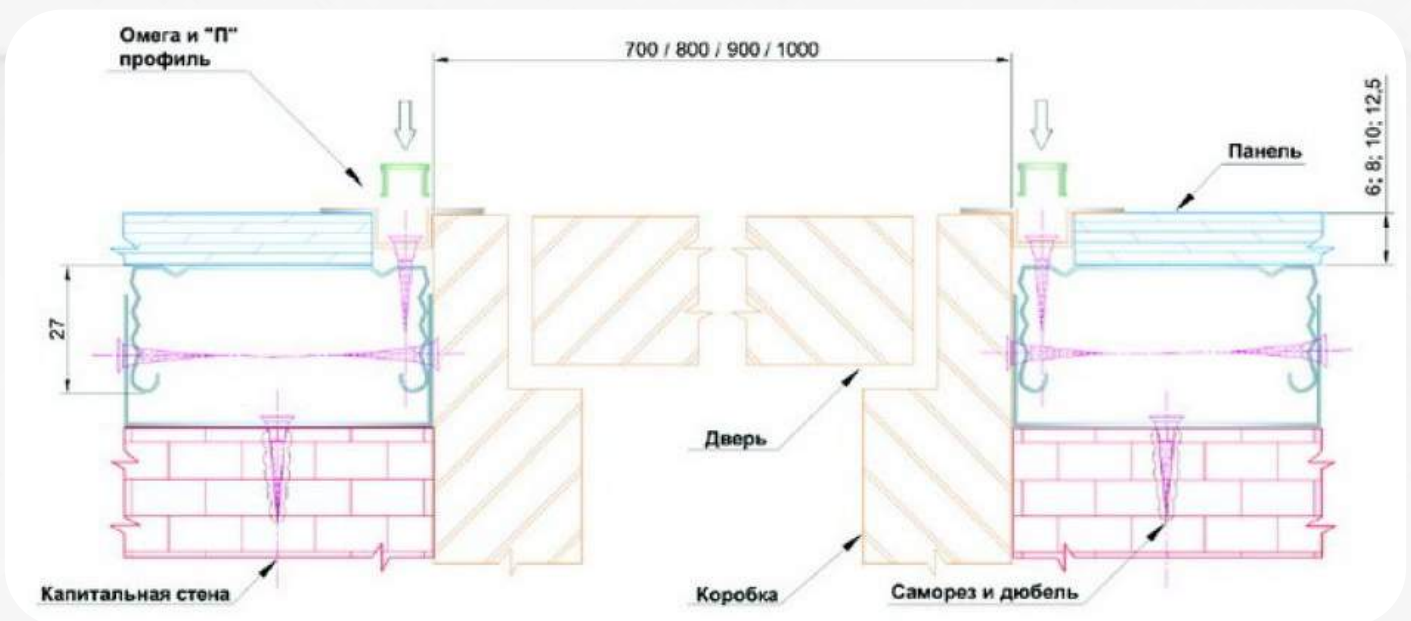 Омега и "П"
профиль
700 / 800 / 900 / 1000
6; 8; 10; 12,5
Панель
27
Дверь
Капитальная стена
Коробка
Саморез и дюбель